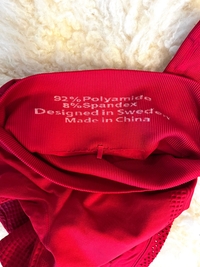 92%Polyamide
8%Spandex
Designed in Sweden
Made in China